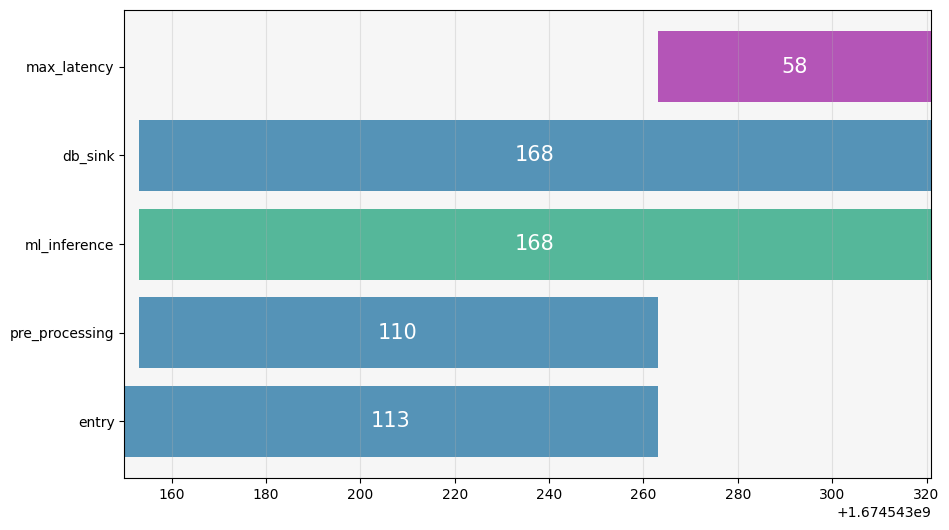 max_latency 58
db_sink 168
ml_inference 168
pre_processing 110
entry 113
160 180 200 220 240 260 280 300 320
+1.674543e9